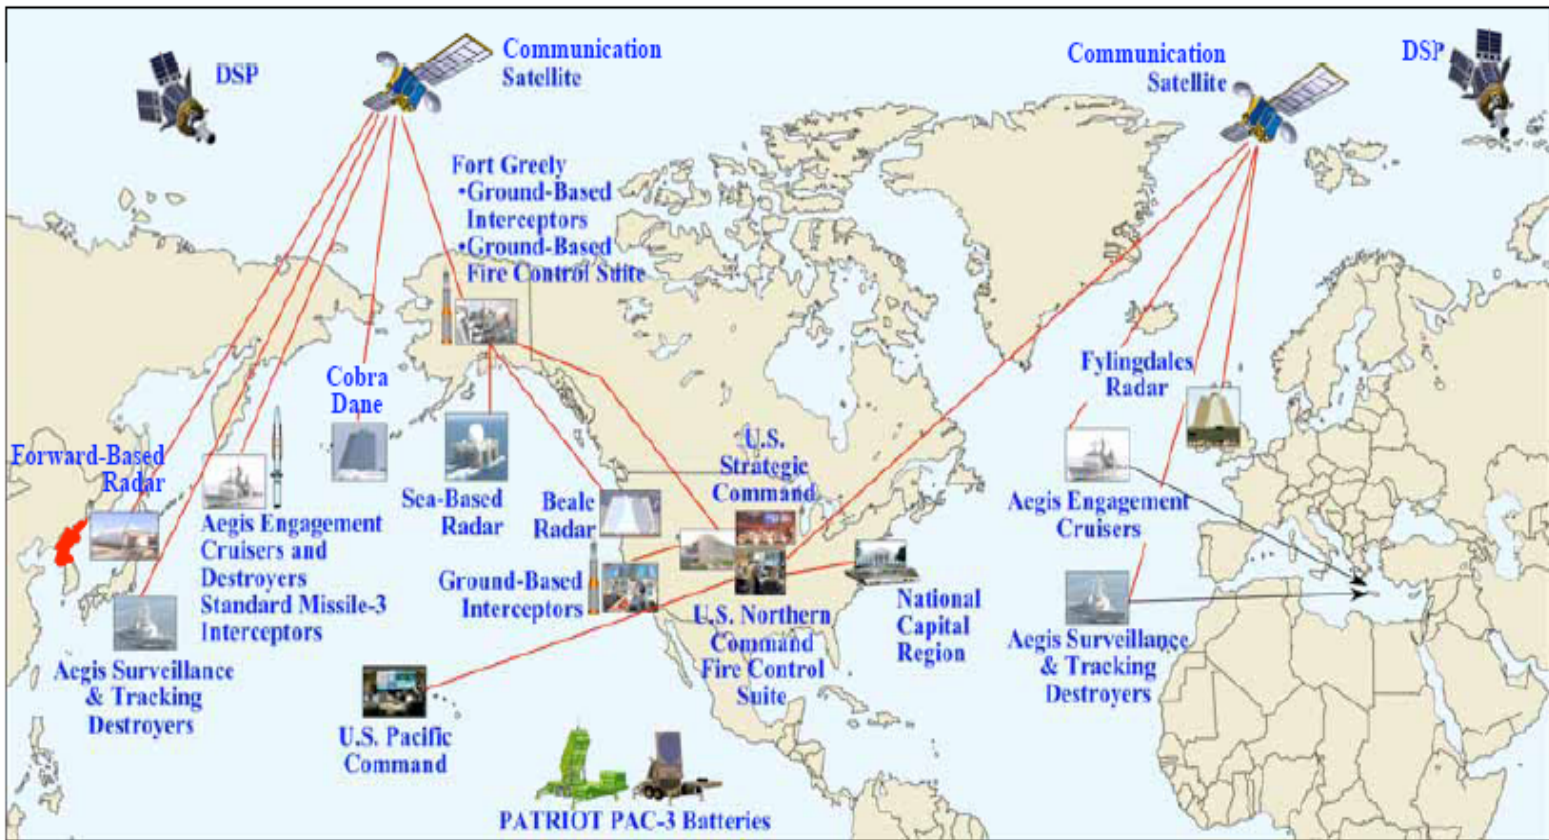 DSP
Communication
Satellite
Communication
Satellite
DSP
Fort Greely
•Ground-Based
Interceptors
•Ground-Based
Fire Control Suite
Cobra
Dane
Fylingdales
Radar
Forward-Based
Radar
Aegis Engagement
Cruisers and
Destroyers
Standard Missile-3
Interceptors
Sea-Based
Radar
Beale
Radar
U.S.
Strategic
Command
Aegis Engagement
Cruisers
Ground-Based
Interceptors
U.S. Northern
Command
Fire Control
Suite
National
Capital
Region
Aegis Surveillance
& Tracking
Destroyers
Aegis Surveillance
& Tracking
Destroyers
U.S. Pacific
Command
PATRIOT PAC-3 Batteries